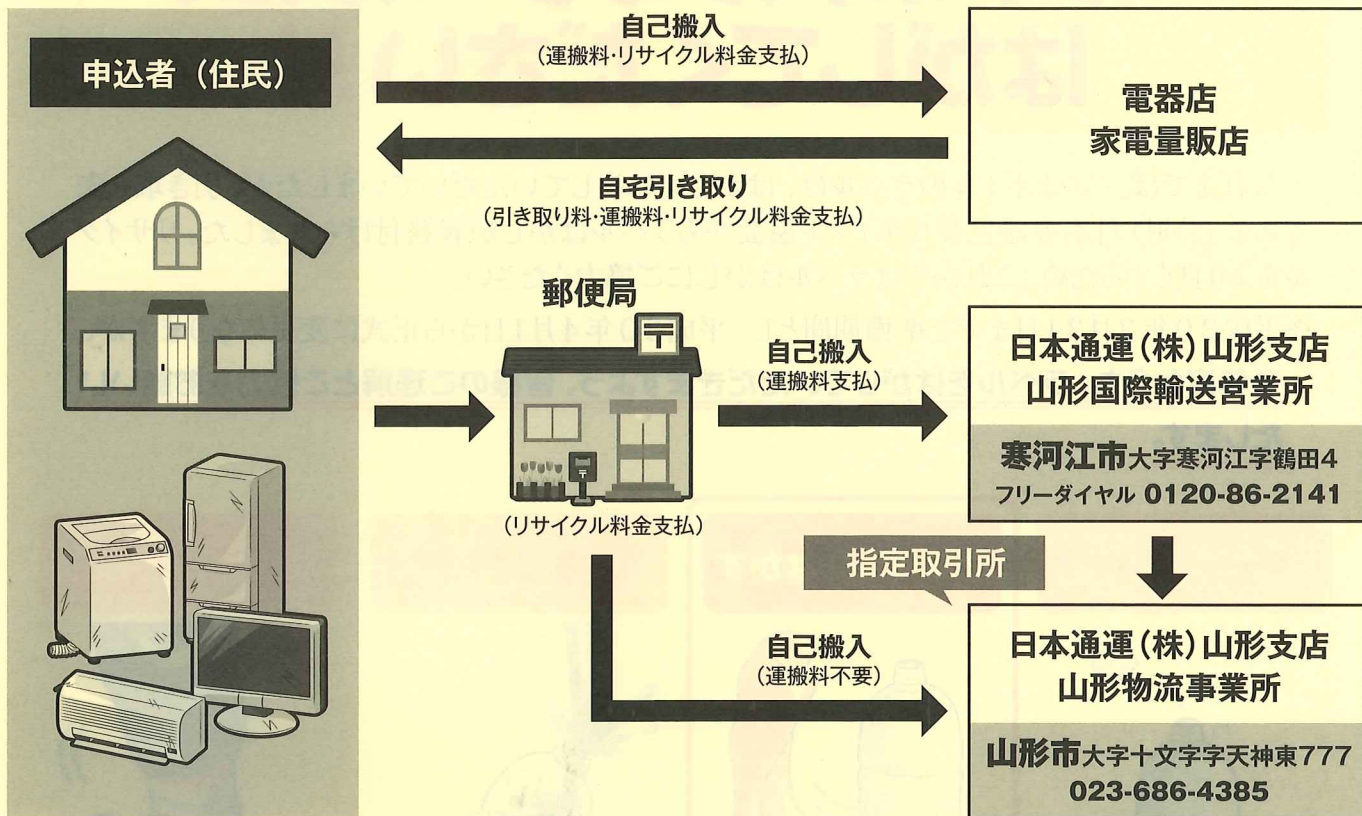 申込者（住民）
自己搬入
（運搬料・リサイクル料金支払）
自宅引き取り
（引き取り料・運搬料・リサイクル料金支払）
電器店
家電量販店
郵便局
〒
〒
（リサイクル料金支払）
自己搬入
（運搬料支払）
日本通運（株）山形支店
山形国際輸送営業所
寒河江市大字寒河江字鶴田4
フリーダイヤル 0120-86-2141
指定取引所
自己搬入
（運搬料不要）
日本通運（株）山形支店
山形物流事業所
山形市大字十文字字天神東777
023-686-4385